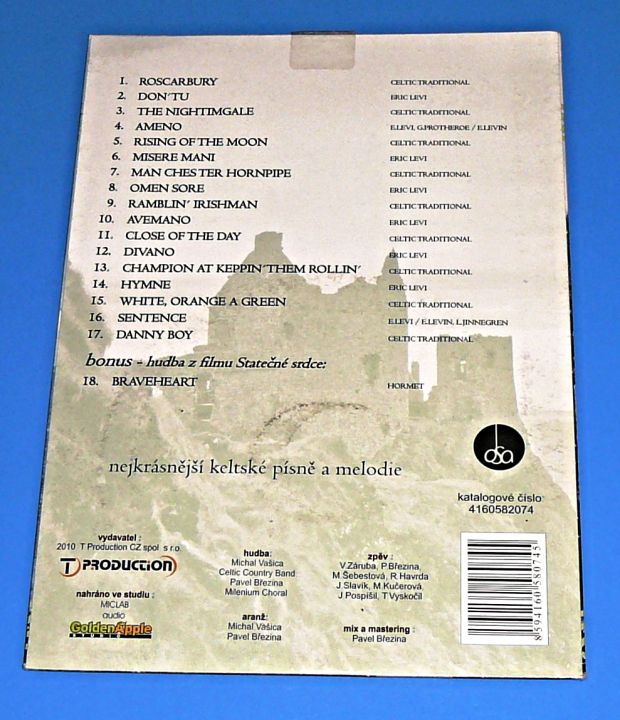 1. ROSCARBURY CELTIC TRADITIONAL
2. DON'TU ERIC LEVI
3. THE NIGHTIMGALE CELTIC TRADITIONAL
4. AMENO E.LEVI, G.PROTHEROE / E.LEVIN
5. RISING OF THE MOON CELTIC TRADITIONAL
6. MISERE MANI ERIC LEVI
7. MAN CHES TER HORNPIPE CELTIC TRADITIONAL
8. OMEN SORE ERIC LEVI
9. RAMBLIN' IRISHMAN CELTIC TRADITIONAL
10. AVEMANO ERIC LEVI
11. CLOSE OF THE DAY CELTIC TRADITIONAL
12. DIVANO ERIC LEVI
13. CHAMPION AT KEPPIN'THEM ROLLIN' CELTIC TRADITIONAL
14. HYMNE ERIC LEVI
15. WHITE, ORANGE A GREEN CELTIC TRADITIONAL
16. SENTENCE E.LEVI / E.LEVIN, L.JINNEGREN
17. DANNY BOY CELTIC TRADITIONAL
bonus - hudba z filmu Statečné srdce:
18. BRAVEHEART HORMET
osa
nejkrásnější keltské písně a melodie
katalogové číslo:
4160582074
vydavatel :
2010 T Production CZ spol. s r.o.
T PRODUCTION
nahráno ve studiu :
MICLAB
audio
GoldenApple
hudba:
Michal Vašica
Celtic Country Band
Pavel Březina
Milenium Choral
aranž:
Michal Vašica
Pavel Březina
zpěv :
V.Záruba, P.Březina,
M.Šebestová, R.Havrda
J.Slavík, M.Kučerová,
J.Pospíšil, T.Vyskočil
mix a mastering :
Pavel Březina
8594160580745